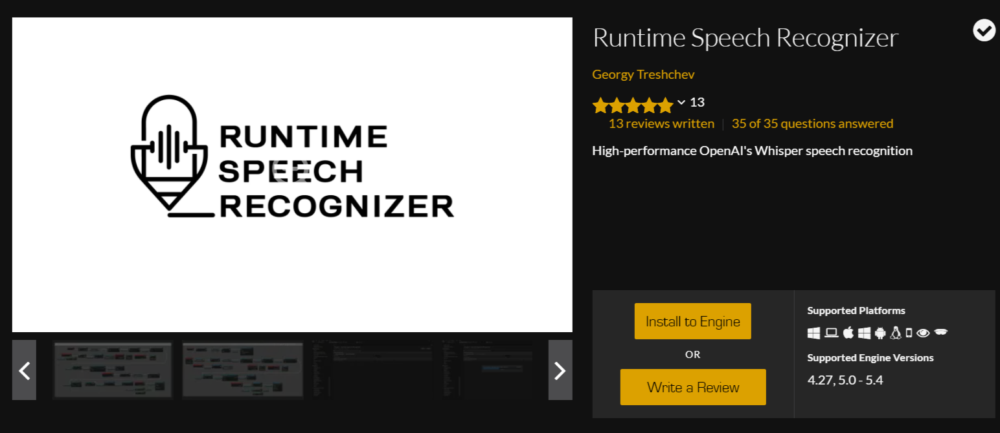 RUNTIME
SPEECH
RECOGNIZER
Runtime Speech Recognizer
Georgy Treshchev
13
13 reviews written
35 of 35 questions answered
High-performance OpenAI's Whisper speech recognition
Install to Engine
OR
Write a Review
Supported Platforms
Supported Engine Versions
4.27, 5.0 - 5.4